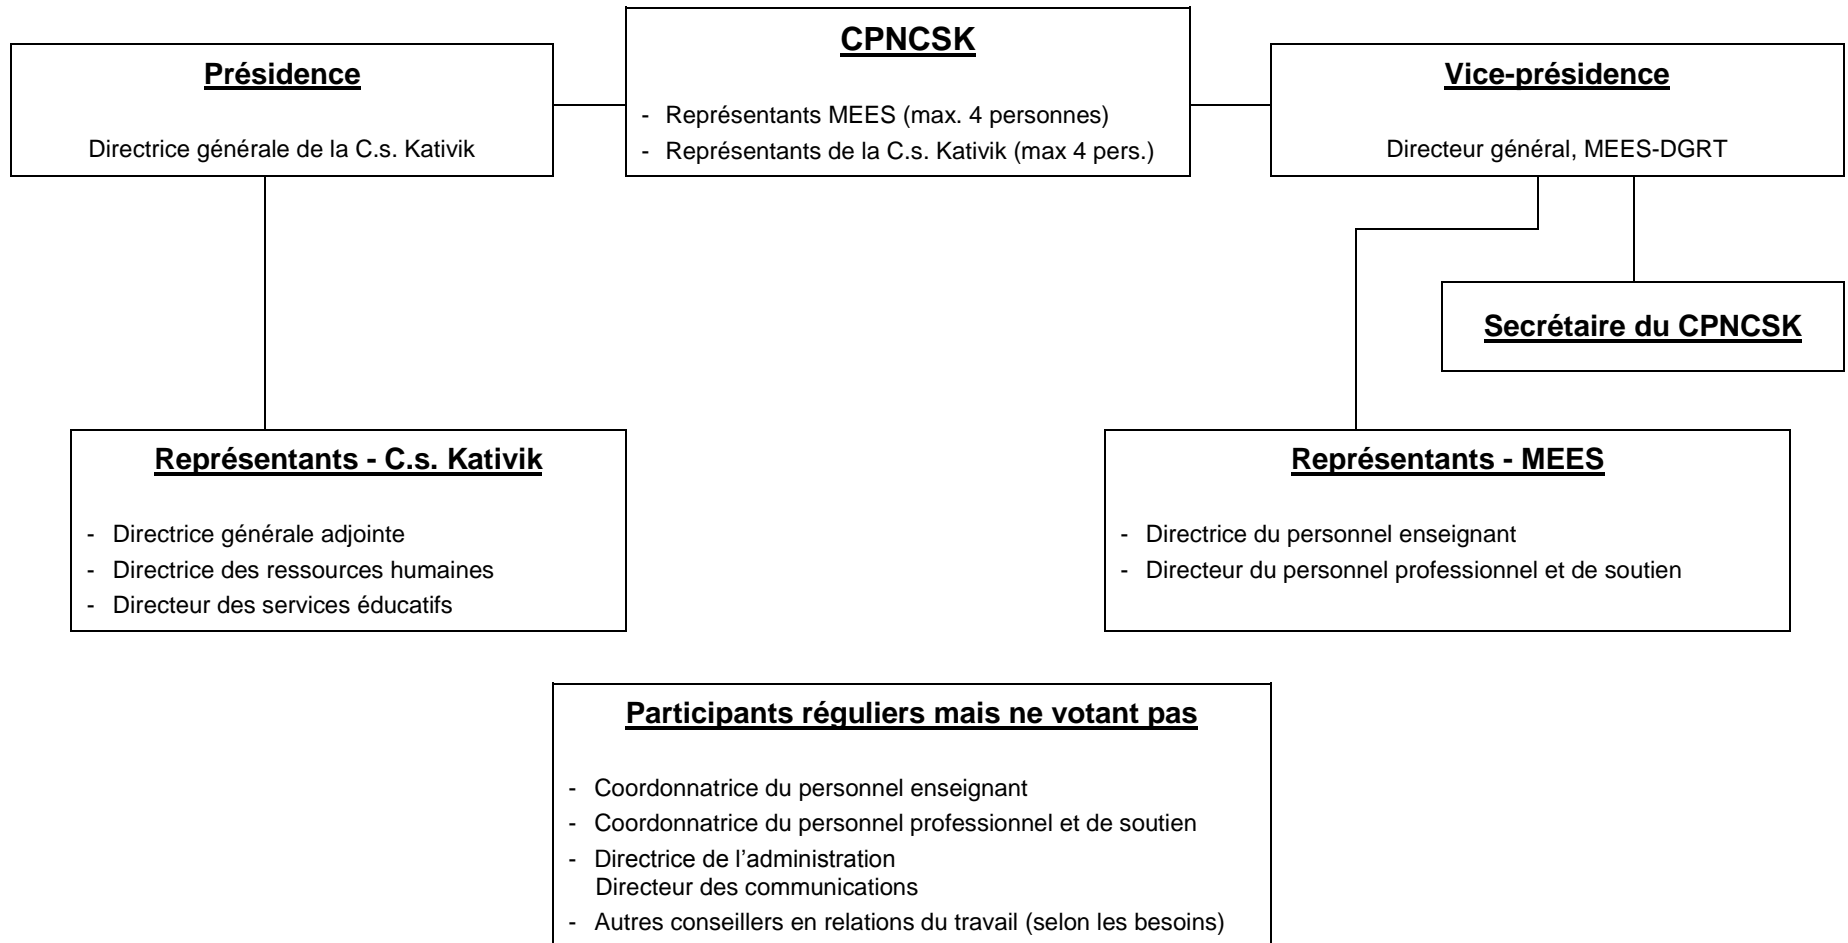 CPNCSK
- Représentants MEES (max. 4 personnes)
- Représentants de la C.s. Kativik (max 4 pers.)
Présidence
Directrice générale de la C.s. Kativik
Vice-présidence
Directeur général, MEES-DGRT
Secrétaire du CPNCSK
Représentants - C.s. Kativik
- Directrice générale adjointe
- Directrice des ressources humaines
- Directeur des services éducatifs
Représentants - MEES
- Directrice du personnel enseignant
- Directeur du personnel professionnel et de soutien
Participants réguliers mais ne votant pas
- Coordonnatrice du personnel enseignant
- Coordonnatrice du personnel professionnel et de soutien
- Directrice de l’administration
Directeur des communications
- Autres conseillers en relations du travail (selon les besoins)